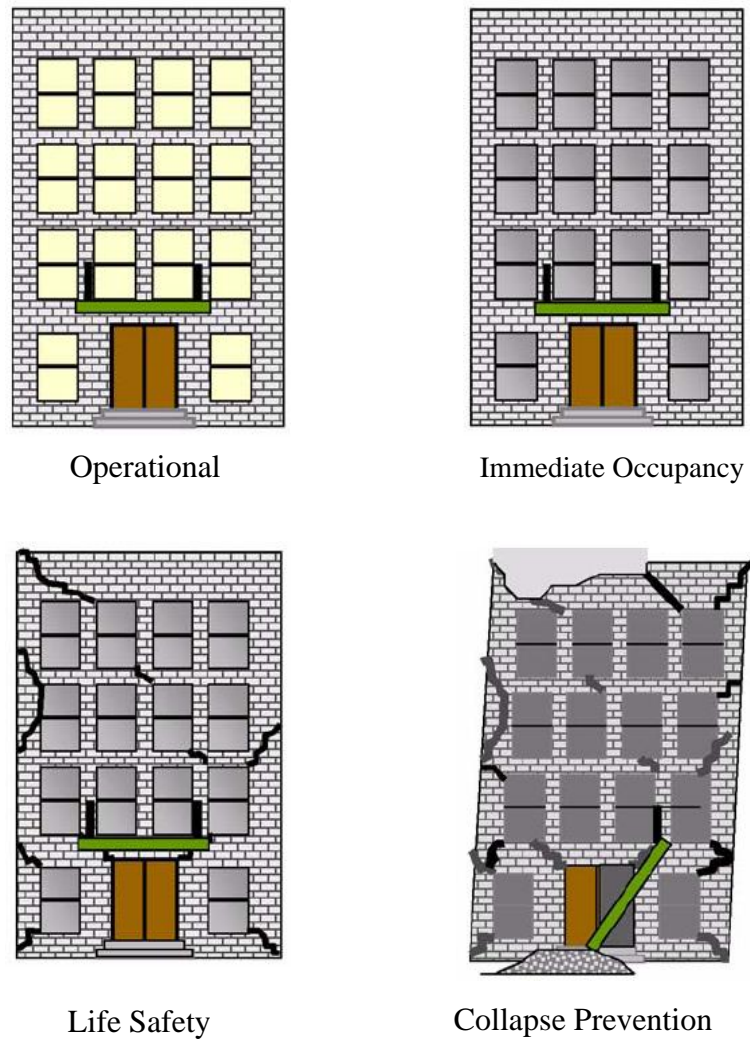 Operational
Immediate Occupancy
Life Safety
Collapse Prevention